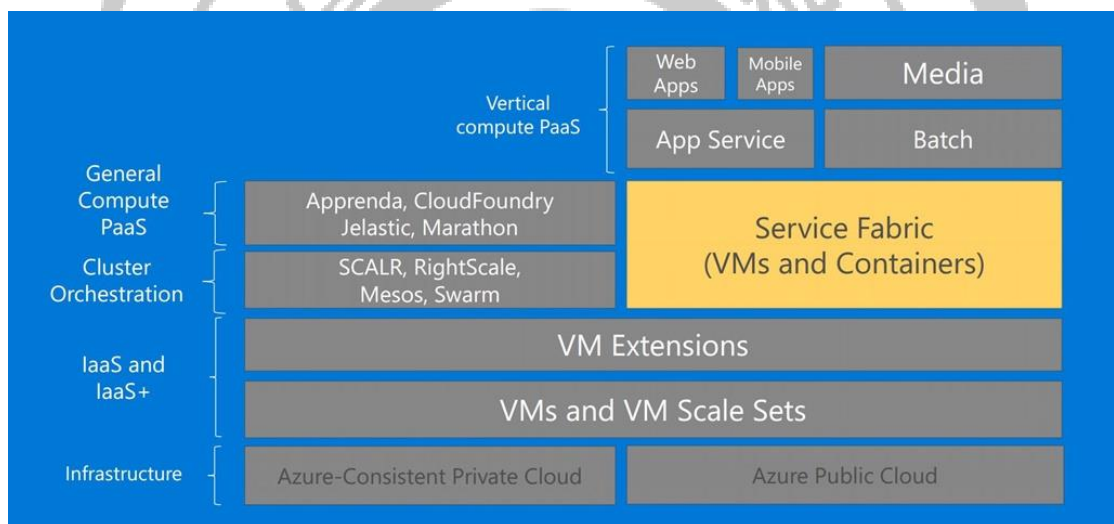 Web
Apps
Mobile
Apps
Media
Vertical
compute PaaS
App Service
Batch
General
Compute
PaaS
Apprenda, CloudFoundry
Jelastic, Marathon
Service Fabric
(VMs and Containers)
Cluster
Orchestration
SCALR, RightScale,
Mesos, Swarm
IaaS and
IaaS+
VM Extensions
VMs and VM Scale Sets
Infrastructure
Azure-Consistent Private Cloud
Azure Public Cloud